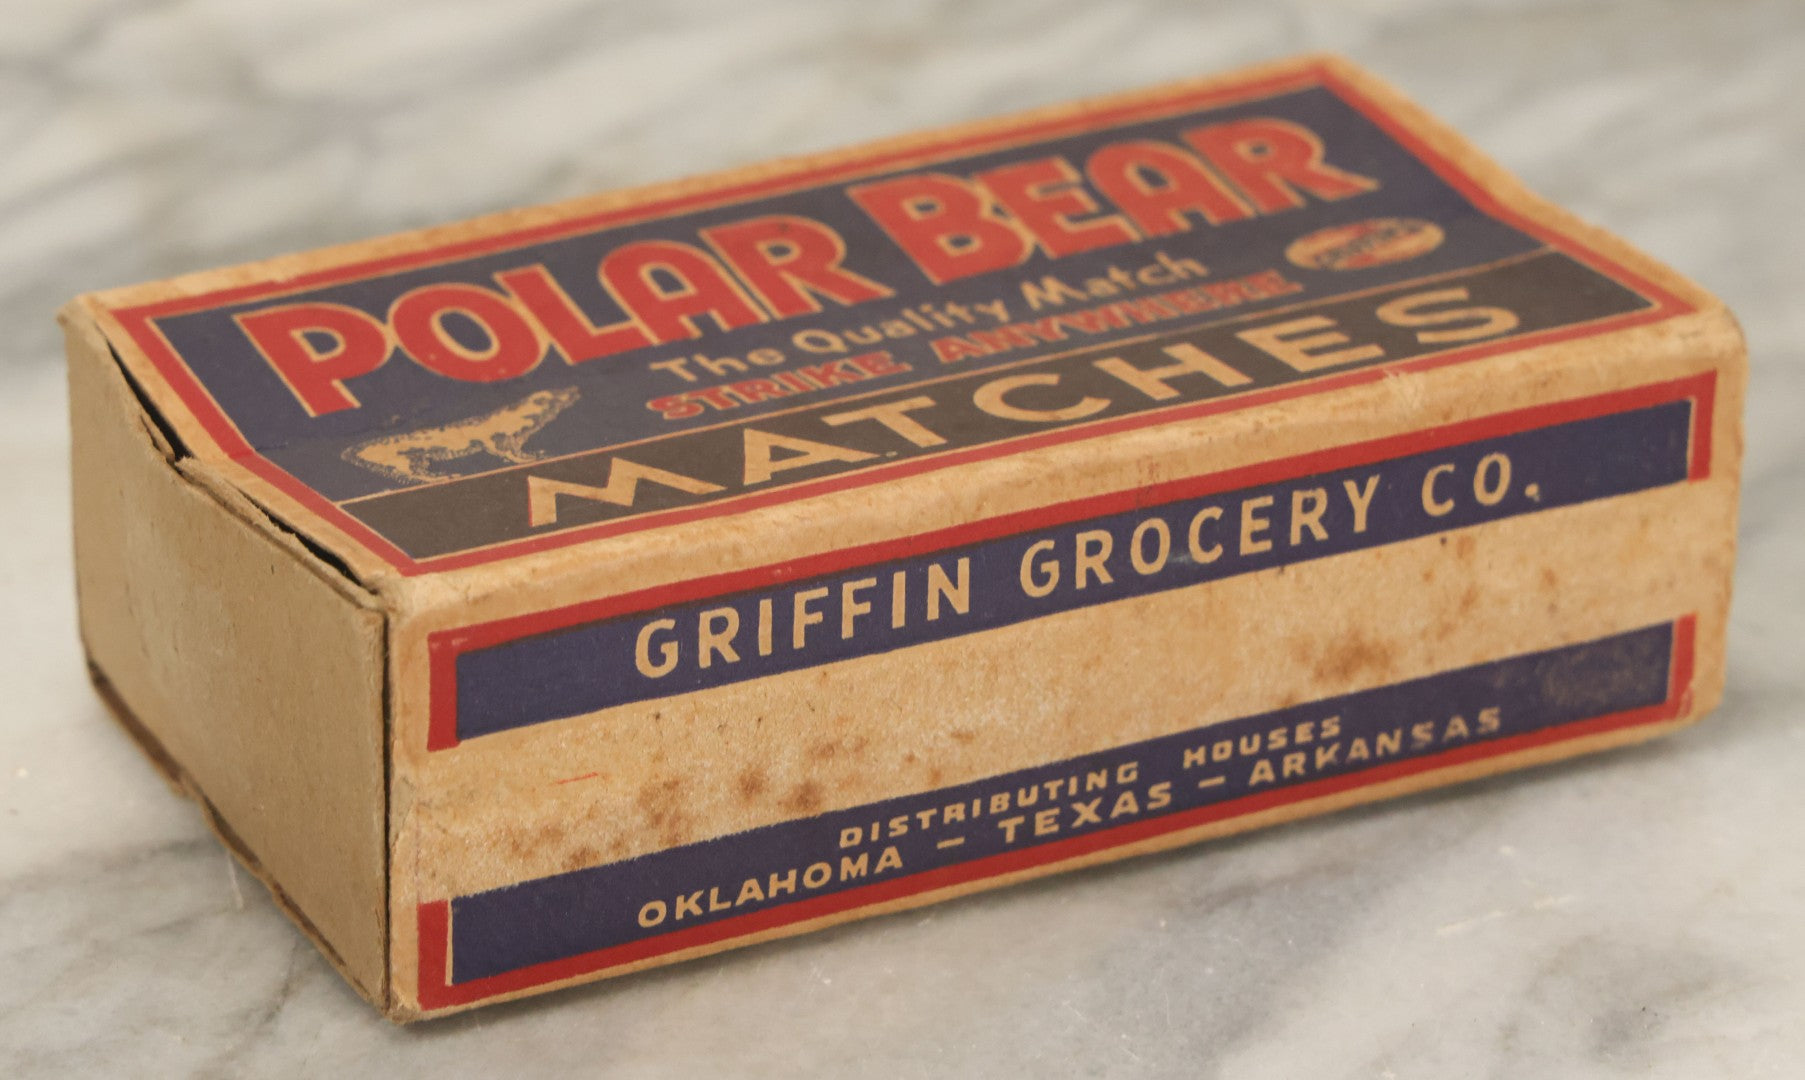 POLAR BEAR
The Quality Match
STRIKE ANYWHERE
MATCHES
GRIFFIN GROCERY CO.
DISTRIBUTING HOUSES
OKLAHOMA – TEXAS – ARKANSAS